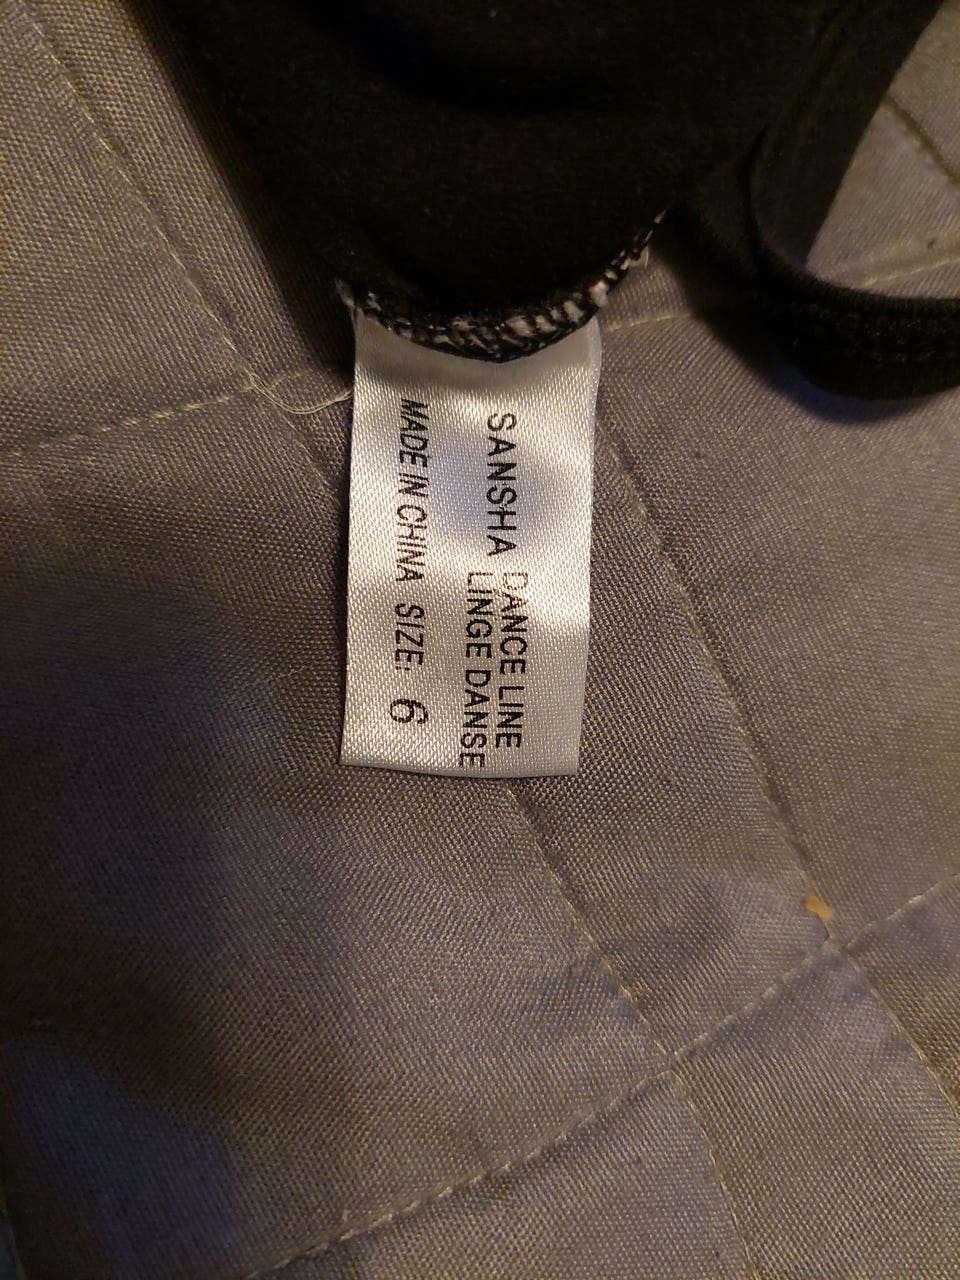 SANSHA DANCE LINE
LINGE DANSE
MADE IN CHINA SIZE: 6